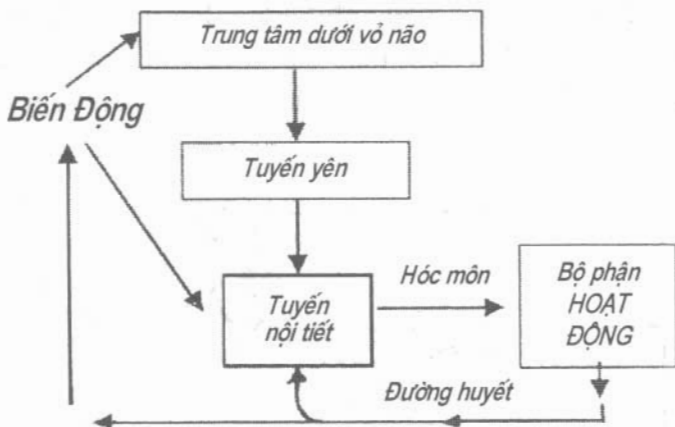 Trung tâm dưới vỏ não
Biến Động
Tuyến yên
Tuyến
nội tiết
Hóc môn
Bộ phận
HOẠT
ĐỘNG
Đường huyết